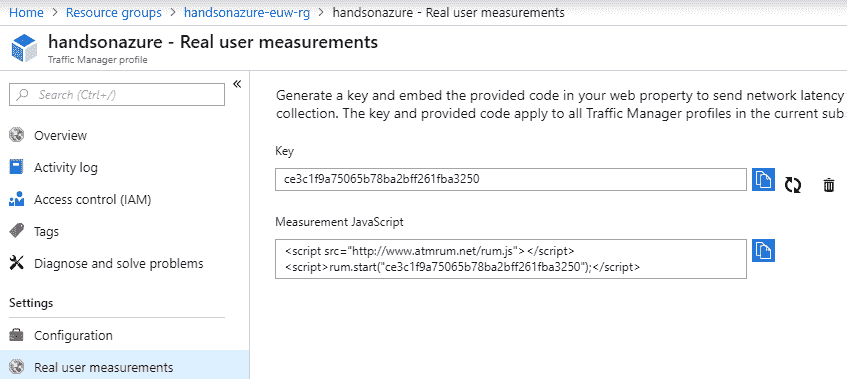 Home > Resource groups > handsonazure-euw-rg > handsonazure - Real user measurements
handsonazure - Real user measurements
Traffic Manager profile
«
Search (Ctrl+/)
Overview
Activity log
Access control (IAM)
Tags
Diagnose and solve problems
Settings
Configuration
Real user measurements
Generate a key and embed the provided code in your web property to send network latency
collection. The key and provided code apply to all Traffic Manager profiles in the current sub
Key
ce3c1f9a75065b78ba2bff261fba3250
Measurement JavaScript
<script src="http://www.atmrum.net/rum.js"></script>
<script>rum.start("ce3c1f9a75065b78ba2bff261fba3250");</script>